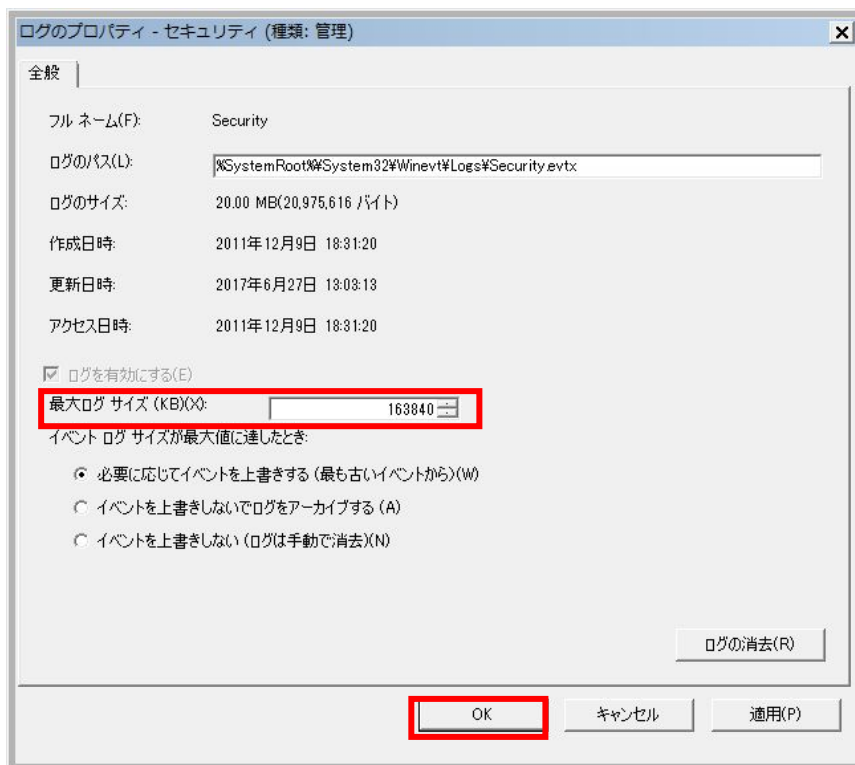 ログのプロパティ - セキュリティ (種類: 管理)
全般
フル ネーム(F): Security
ログのパス(L): %SystemRoot%¥System32¥Winevt¥Logs¥Security.evtx
ログのサイズ: 20.00 MB(20,975,616 バイト)
作成日時: 2011年12月9日 18:31:20
更新日時: 2017年6月27日 13:03:13
アクセス日時: 2011年12月9日 18:31:20
ログを有効にする(E)
最大ログ サイズ (KB)(X): 163840
イベント ログ サイズが最大値に達したとき:
必要に応じてイベントを上書きする (最も古いイベントから)(W)
イベントを上書きしないでログをアーカイブする (A)
イベントを上書きしない (ログは手動で消去)(N)
ログの消去(R)
OK キャンセル 適用(P)